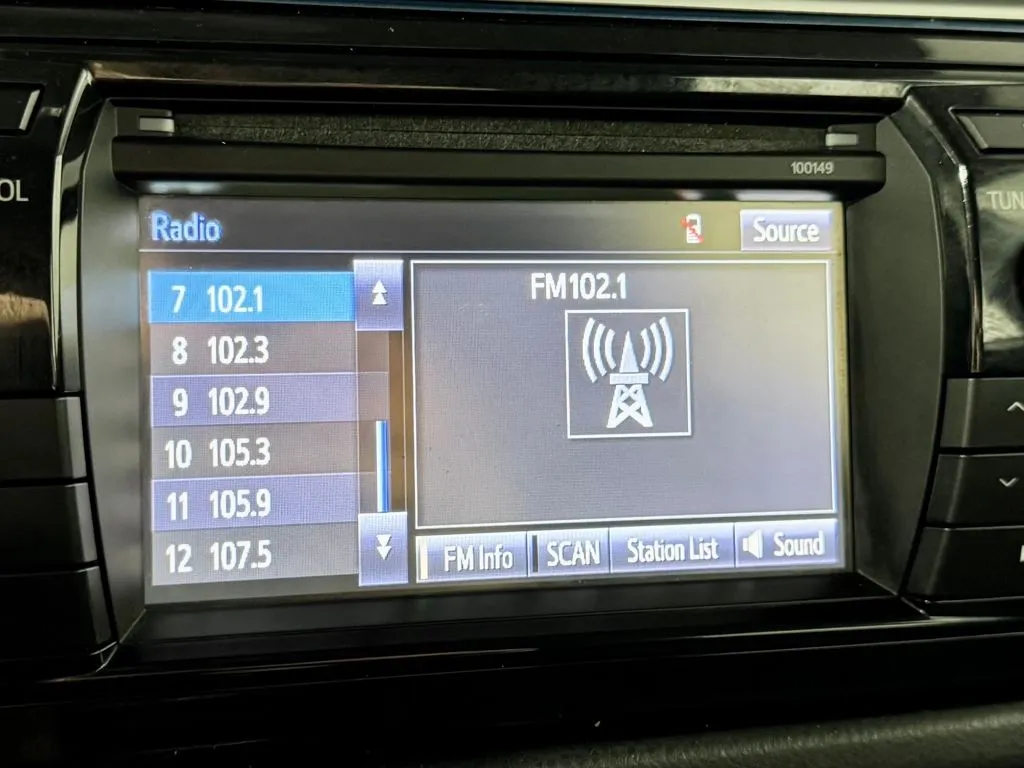 100149
OL
TUN
Radio
Source
7 102.1
8 102.3
9 102.9
10 105.3
11 105.9
12 107.5
FM102.1
FM Info
SCAN
Station List
Sound